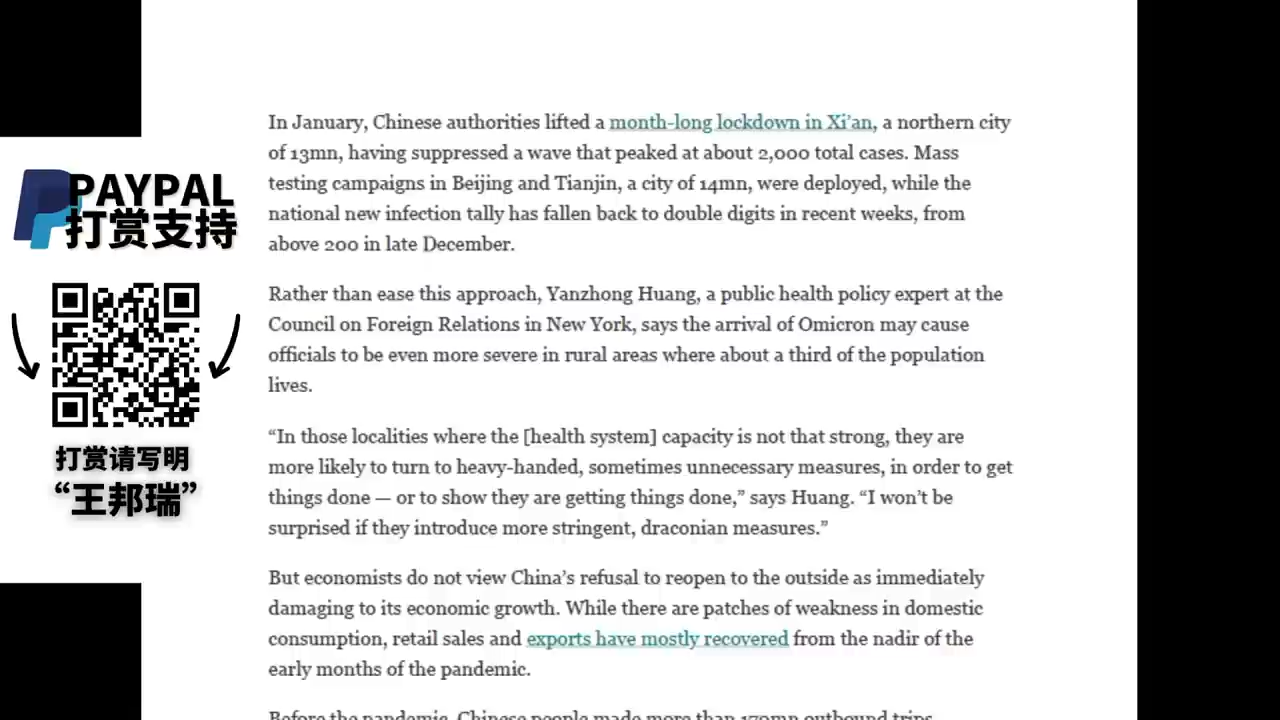 PAYPAL
打赏支持
打赏请写明
“王邦瑞”
In January, Chinese authorities lifted a month-long lockdown in Xi’an, a northern city
of 13mn, having suppressed a wave that peaked at about 2,000 total cases. Mass
testing campaigns in Beijing and Tianjin, a city of 14mn, were deployed, while the
national new infection tally has fallen back to double digits in recent weeks, from
above 200 in late December.
Rather than ease this approach, Yanzhong Huang, a public health policy expert at the
Council on Foreign Relations in New York, says the arrival of Omicron may cause
officials to be even more severe in rural areas where about a third of the population
lives.
“In those localities where the [health system] capacity is not that strong, they are
more likely to turn to heavy-handed, sometimes unnecessary measures, in order to get
things done — or to show they are getting things done,” says Huang. “I won’t be
surprised if they introduce more stringent, draconian measures.”
But economists do not view China’s refusal to reopen to the outside as immediately
damaging to its economic growth. While there are patches of weakness in domestic
consumption, retail sales and exports have mostly recovered from the nadir of the
early months of the pandemic.
Before the pandemic, Chinese people made more than 170mn outbound trips